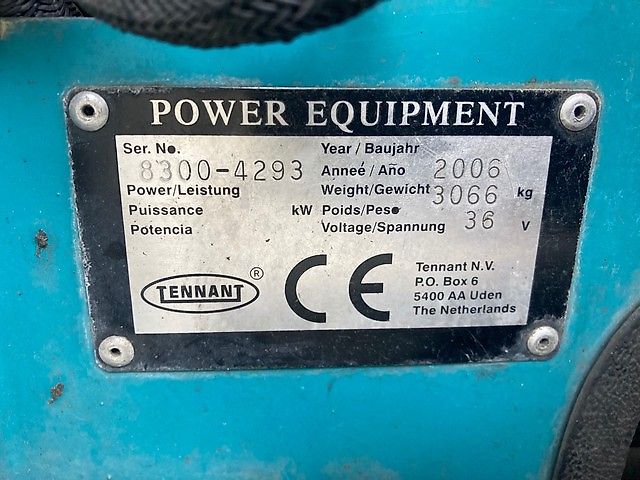 POWER EQUIPMENT
Ser. No. Year / Baujahr
8300-4293 Anneé / Año 2006
Power/Leistung Weight/Gewicht 3066 kg
Puissance kW Poids/Peso
Potencia Voltage/Spannung 36 V
TENNANT ®
CE
Tennant N.V.
P.O. Box 6
5400 AA Uden
The Netherlands